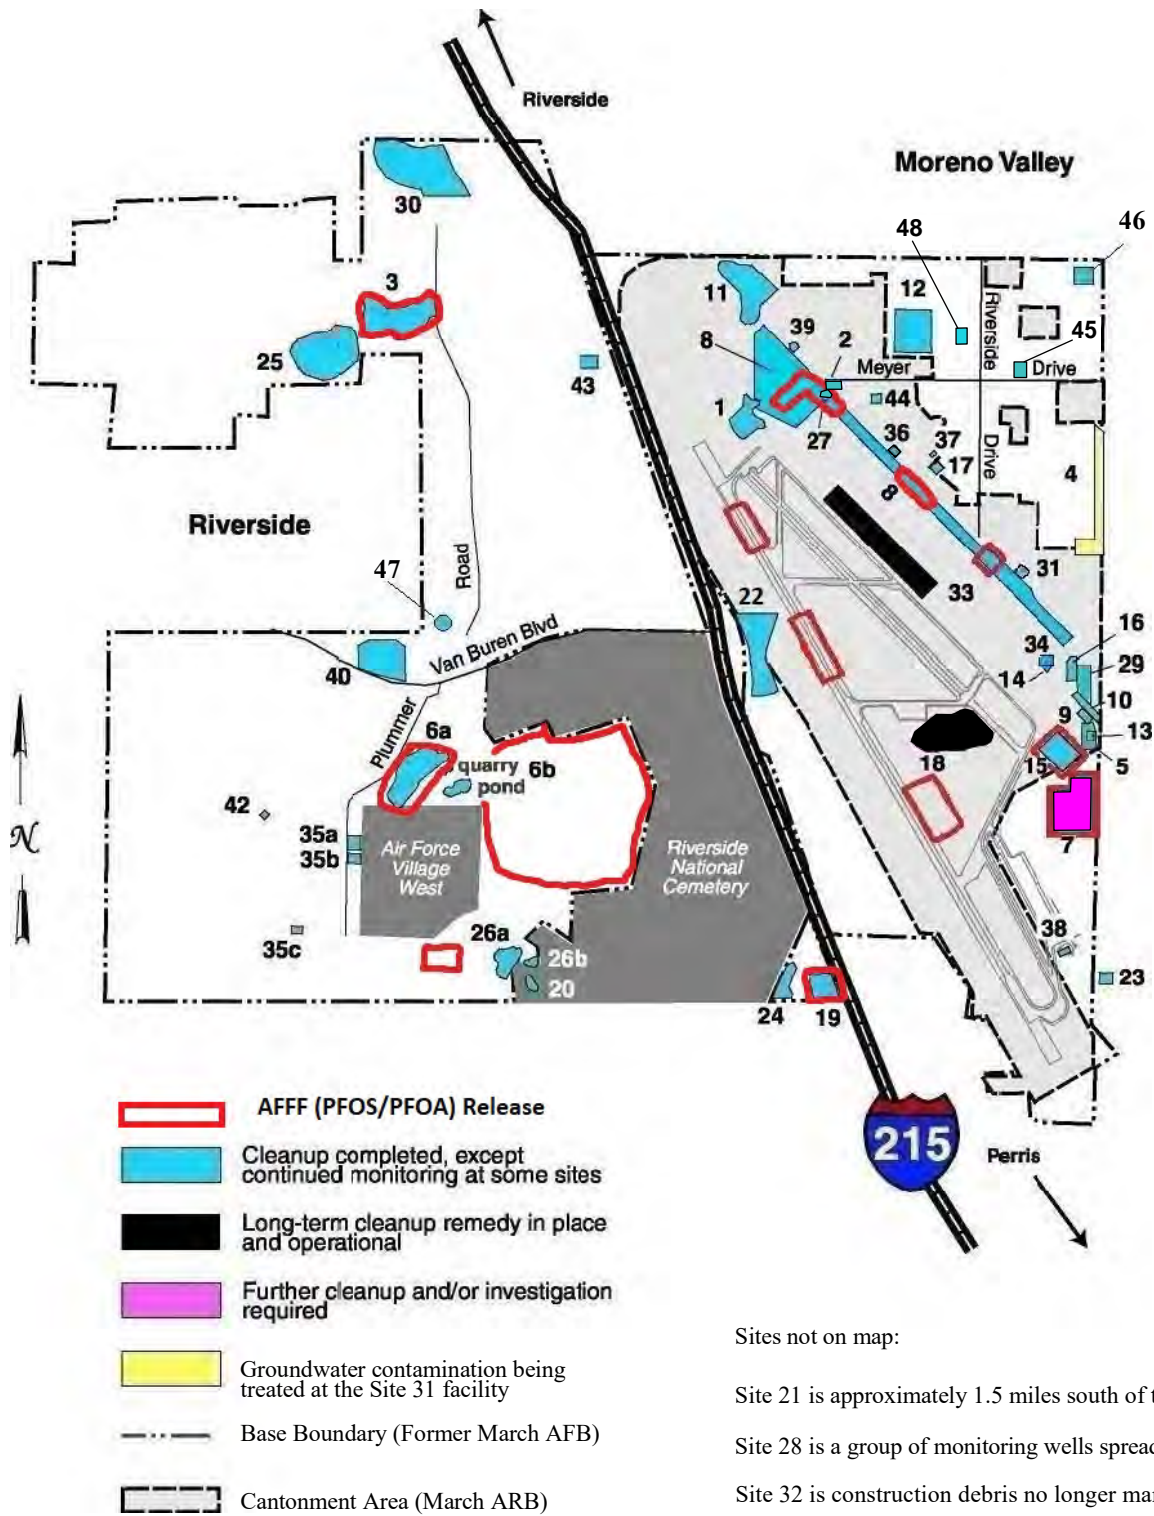 Riverside
Moreno Valley
30
48
46
3
11
12
Riverside
39
2
45
25
8
Meyer
Drive
43
44
1
27
36
37
17
Drive
4
8
Riverside
Road
47
33
31
22
16
34
29
Van Buren Blvd
40
14
10
Plummer
9
13
6a
6b
quarry
pond
18
15
5
42
35a
35b
Air Force
Village
West
Riverside
National
Cemetery
7
N
35c
26a
26b
20
38
23
24
19
AFFF (PFOS/PFOA) Release
Cleanup completed, except
continued monitoring at some sites
215
Perris
Long-term cleanup remedy in place
and operational
Further cleanup and/or investigation
required
Groundwater contamination being
treated at the Site 31 facility
Base Boundary (Former March AFB)
Cantonment Area (March ARB)
Sites not on map:
Site 21 is approximately 1.5 miles south of
Site 28 is a group of monitoring wells spread
Site 32 is construction debris no longer